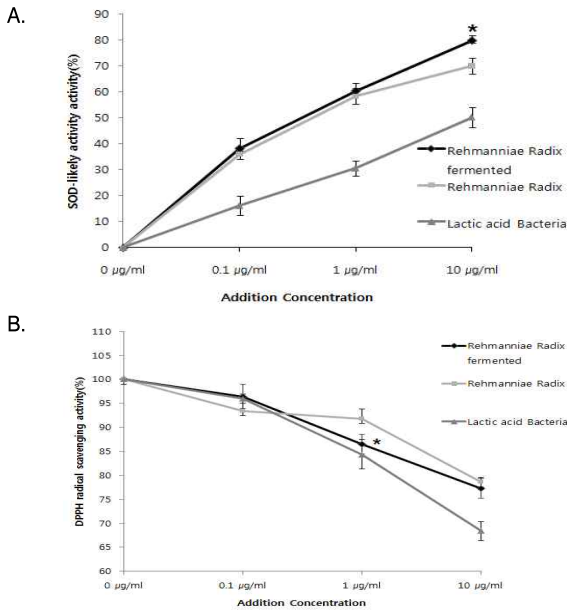 A.
90
80
70
60
50
40
30
20
10
0
SOD-likely activity activity(%)
*
Rehmanniae Radix
fermented
Rehmanniae Radix
Lactic acid Bacteria
0 µg/ml 0.1 µg/ml 1 µg/ml 10 µg/ml
Addition Concentration
B.
110
105
100
95
90
85
80
75
70
65
60
DPPH radical scavenging activity(%)
*
Rehmanniae Radix
fermented
Rehmanniae Radix
Lactic acid Bacteria
0 µg/ml 0.1 µg/ml 1 µg/ml 10 µg/ml
Addition Concentration